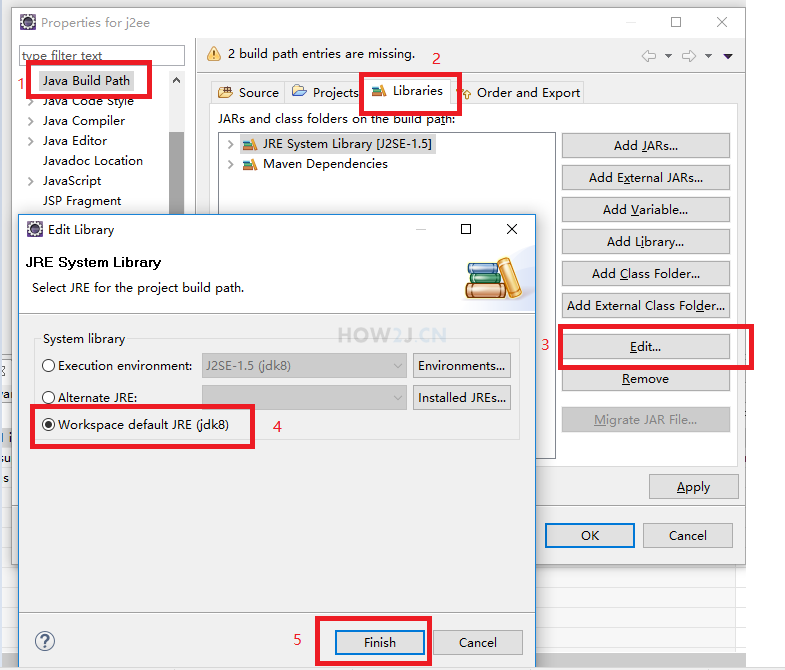 Properties for j2ee
type filter text
2 build path entries are missing.
2
1
Java Build Path
Java Code Style
Java Compiler
Java Editor
Javadoc Location
JavaScript
JSP Fragment
Source
Projects
Libraries
Order and Export
JARs and class folders on the build path:
JRE System Library [J2SE-1.5]
Maven Dependencies
Add JARs...
Add External JARs...
Add Variable...
Add Library...
Add Class Folder...
Add External Class Folder...
3
Edit...
Remove
Migrate JAR File...
Apply
OK
Cancel
Edit Library
JRE System Library
Select JRE for the project build path.
HOW2J.CN
System library
Execution environment:
J2SE-1.5 (jdk8)
Environments...
Alternate JRE:
Installed JREs...
Workspace default JRE (jdk8)
4
5
Finish
Cancel